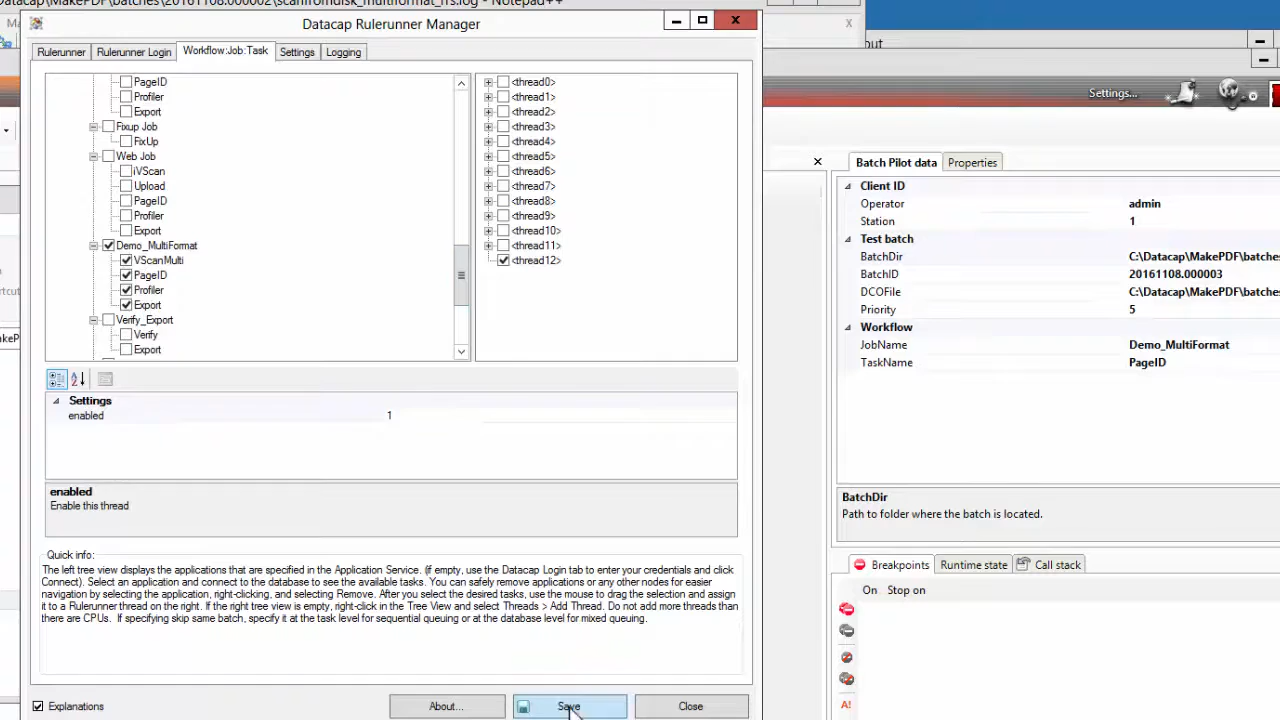 Datacap\MakePDF\batches\20161108.000002\scanfromdisk_multiformat_rrs.log - Notepad++
Datacap Rulerunner Manager
Rulerunner
Rulerunner Login
Workflow:Job:Task
Settings
Logging
PageID
Profiler
Export
Fixup Job
FixUp
Web Job
iVScan
Upload
PageID
Profiler
Export
Demo_MultiFormat
VScanMulti
PageID
Profiler
Export
Verify_Export
Verify
Export
<thread0>
<thread1>
<thread2>
<thread3>
<thread4>
<thread5>
<thread6>
<thread7>
<thread8>
<thread9>
<thread10>
<thread11>
<thread12>
Settings
enabled 1
enabled
Enable this thread
Quick info:
The left tree view displays the applications that are specified in the Application Service. (if empty, use the Datacap Login tab to enter your credentials and click
Connect). Select an application and connect to the database to see the available tasks. You can safely remove applications or any other nodes for easier
navigation by selecting the application, right-clicking, and selecting Remove. After you select the desired tasks, use the mouse to drag the selection and assign
it to a Rulerunner thread on the right. If the right tree view is empty, right-click in the Tree View and select Threads > Add Thread. Do not add more threads than
there are CPUs. If specifying skip same batch, specify it at the task level for sequential queuing or at the database level for mixed queuing.
Explanations
About...
Save
Close
out
Settings...
Batch Pilot data
Properties
Client ID
Operator admin
Station 1
Test batch
BatchDir C:\Datacap\MakePDF\batches
BatchID 20161108.000003
DCOFile C:\Datacap\MakePDF\batches
Priority 5
Workflow
JobName Demo_MultiFormat
TaskName PageID
BatchDir
Path to folder where the batch is located.
Breakpoints
Runtime state
Call stack
On Stop on
A!